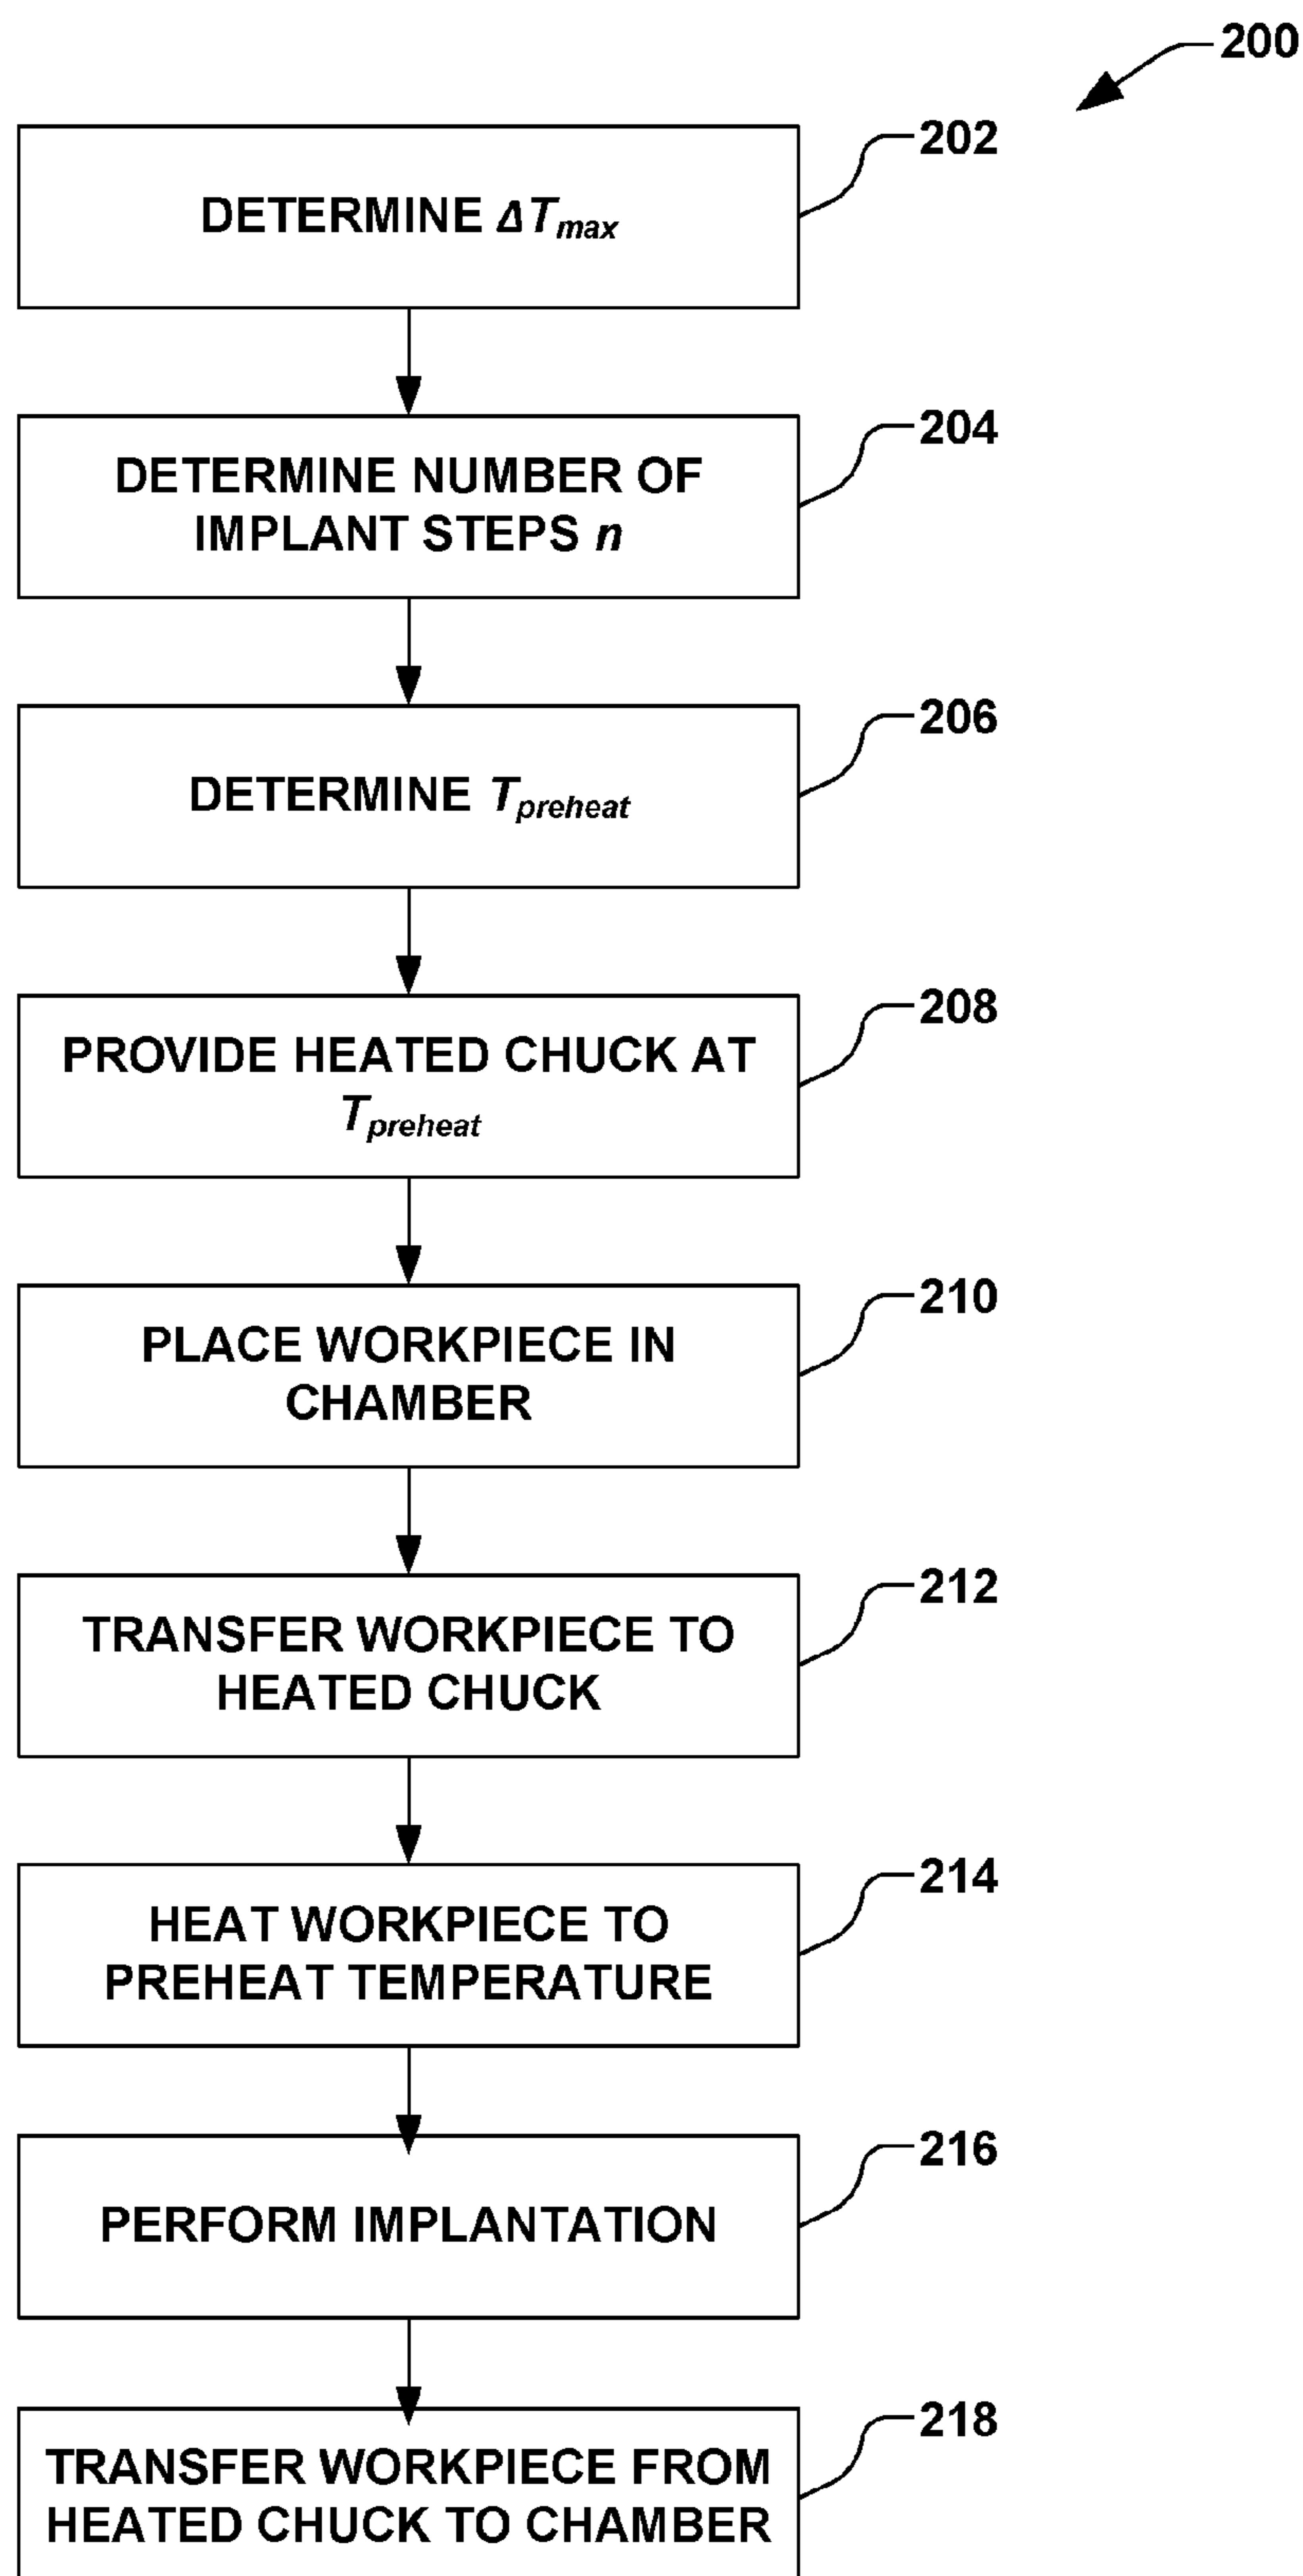 200
202
DETERMINE ΔTmax
204
DETERMINE NUMBER OF
IMPLANT STEPS n
206
DETERMINE Tpreheat
208
PROVIDE HEATED CHUCK AT
Tpreheat
210
PLACE WORKPIECE IN
CHAMBER
212
TRANSFER WORKPIECE TO
HEATED CHUCK
214
HEAT WORKPIECE TO
PREHEAT TEMPERATURE
216
PERFORM IMPLANTATION
218
TRANSFER WORKPIECE FROM
HEATED CHUCK TO CHAMBER